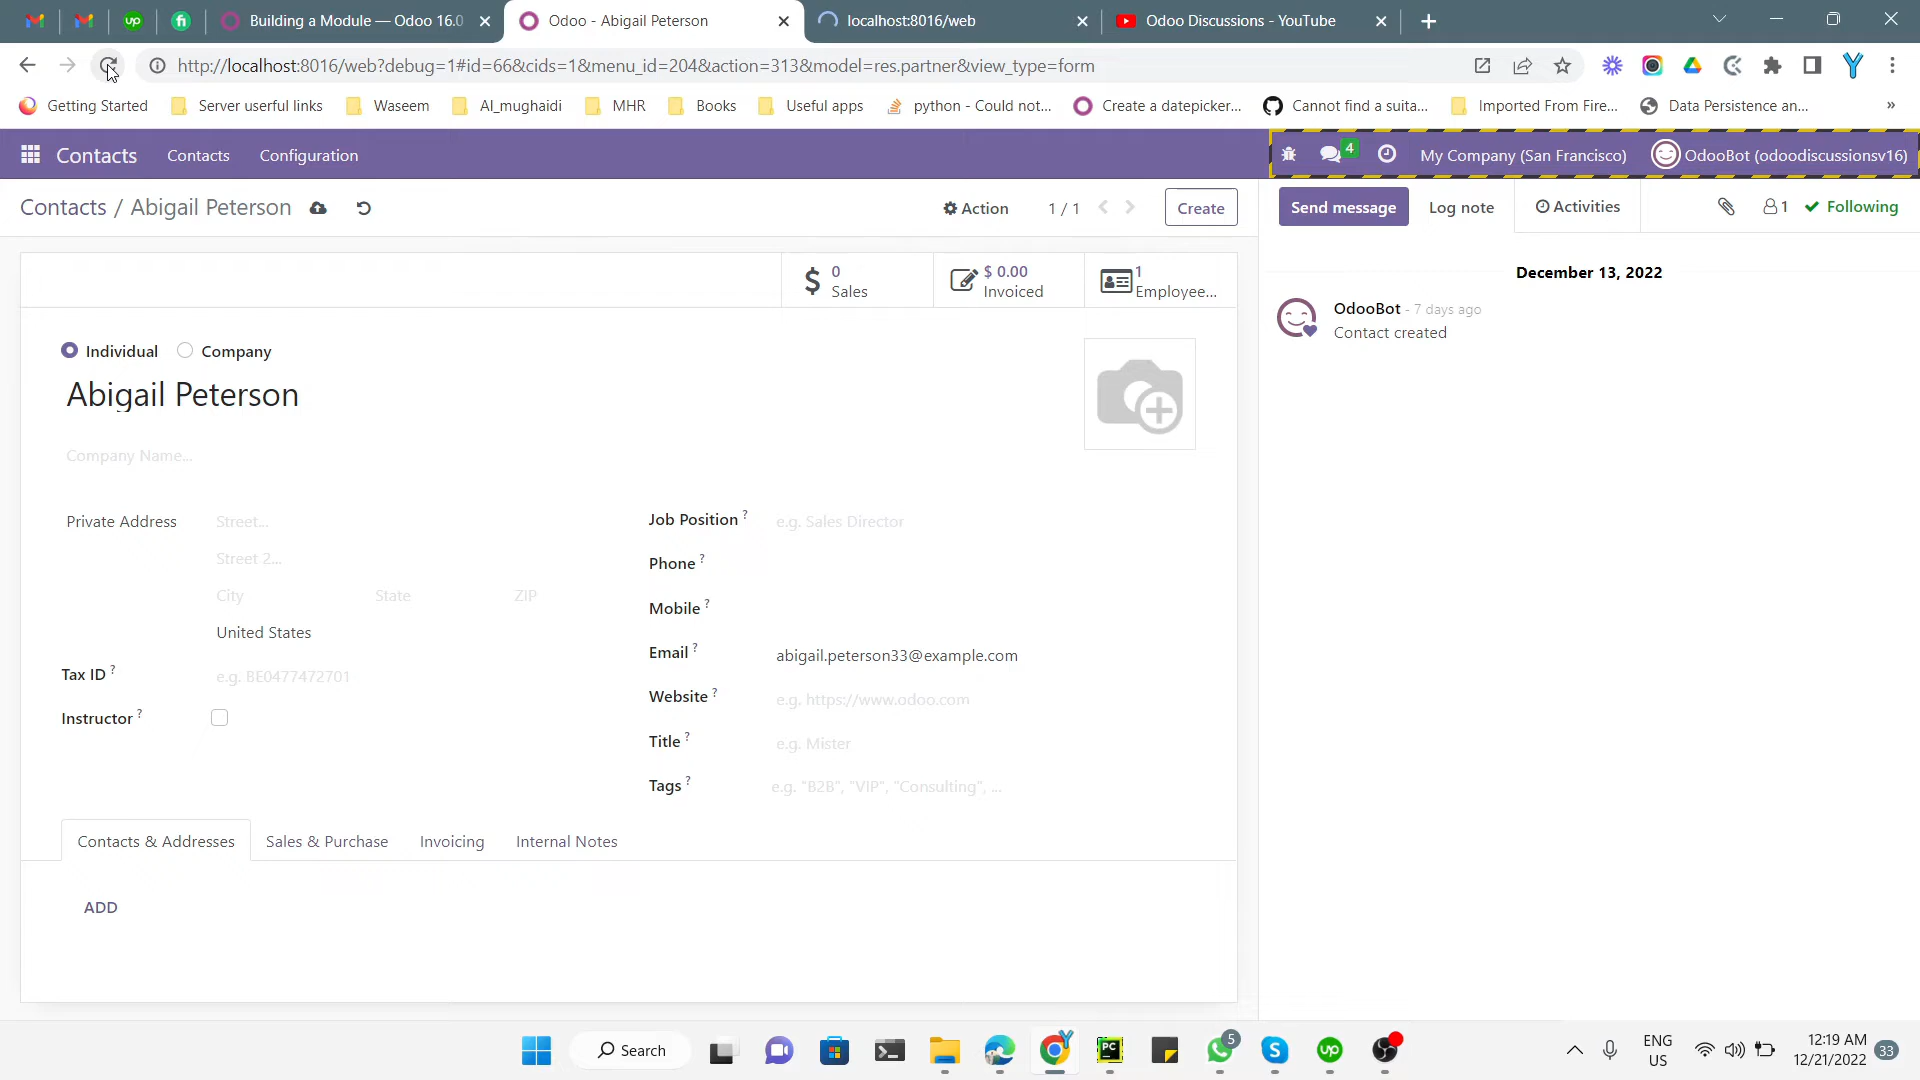 Building a Module — Odoo 16.0
Odoo - Abigail Peterson
localhost:8016/web
Odoo Discussions - YouTube
http://localhost:8016/web?debug=1#id=66&cids=1&menu_id=204&action=313&model=res.partner&view_type=form
Getting Started
Server useful links
Waseem
Al_mughaidi
MHR
Books
Useful apps
python - Could not...
Create a datepicker...
Cannot find a suita...
Imported From Fire...
Data Persistence an...
»
Contacts
Contacts
Configuration
4
My Company (San Francisco)
OdooBot (odoodiscussionsv16)
Contacts / Abigail Peterson
Action
1 / 1
Create
Send message
Log note
Activities
1
Following
0
Sales
$ 0.00
Invoiced
1
Employee...
December 13, 2022
OdooBot - 7 days ago
Contact created
Individual
Company
Abigail Peterson
Company Name...
Private Address
Street...
Street 2...
City
State
ZIP
United States
Tax ID ?
e.g. BE0477472701
Instructor ?
Job Position ?
e.g. Sales Director
Phone ?
Mobile ?
Email ?
abigail.peterson33@example.com
Website ?
e.g. https://www.odoo.com
Title ?
e.g. Mister
Tags ?
e.g. "B2B", "VIP", "Consulting", ...
Contacts & Addresses
Sales & Purchase
Invoicing
Internal Notes
ADD
Search
PC
5
S
up
ENG
US
12:19 AM
12/21/2022
33